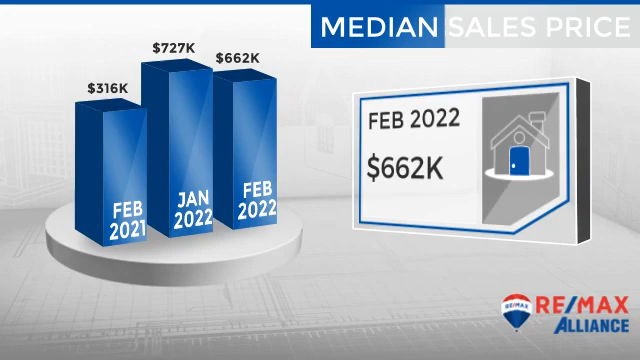 MEDIAN SALES PRICE
$316K
$727K
$662K
FEB
2021
JAN
2022
FEB
2022
FEB 2022
$662K
RE/MAX
RE/MAX
ALLIANCE